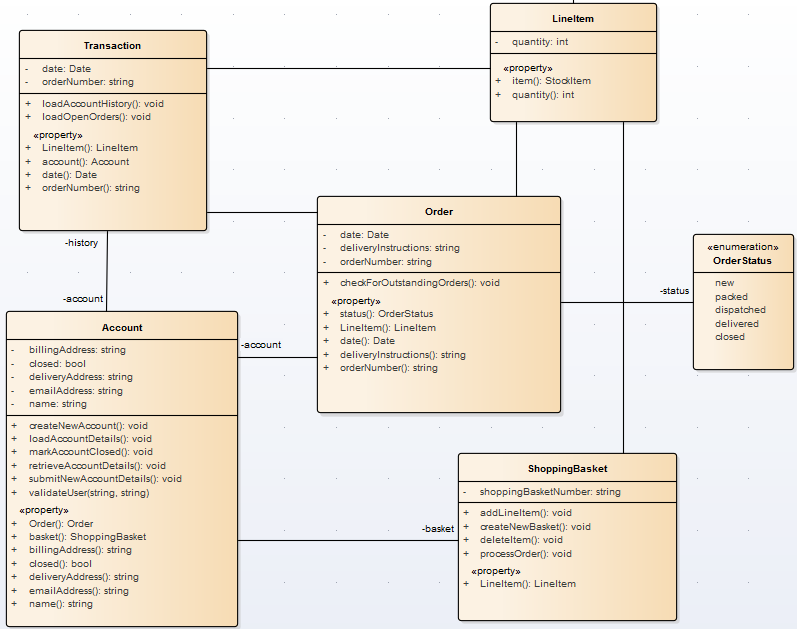 LineItem
- quantity: int
«property»
+ item(): StockItem
+ quantity(): int
Transaction
- date: Date
- orderNumber: string
+ loadAccountHistory(): void
+ loadOpenOrders(): void
«property»
+ LineItem(): LineItem
+ account(): Account
+ date(): Date
+ orderNumber(): string
-history
-account
Order
- date: Date
- deliveryInstructions: string
- orderNumber: string
+ checkForOutstandingOrders(): void
«property»
+ status(): OrderStatus
+ LineItem(): LineItem
+ date(): Date
+ deliveryInstructions(): string
+ orderNumber(): string
-status
«enumeration»
OrderStatus
new
packed
dispatched
delivered
closed
-account
Account
- billingAddress: string
- closed: bool
- deliveryAddress: string
- emailAddress: string
- name: string
+ createNewAccount(): void
+ loadAccountDetails(): void
+ markAccountClosed(): void
+ retrieveAccountDetails(): void
+ submitNewAccountDetails(): void
+ validateUser(string, string)
«property»
+ Order(): Order
+ basket(): ShoppingBasket
+ billingAddress(): string
+ closed(): bool
+ deliveryAddress(): string
+ emailAddress(): string
+ name(): string
-basket
ShoppingBasket
- shoppingBasketNumber: string
+ addLineItem(): void
+ createNewBasket(): void
+ deleteItem(): void
+ processOrder(): void
«property»
+ LineItem(): LineItem